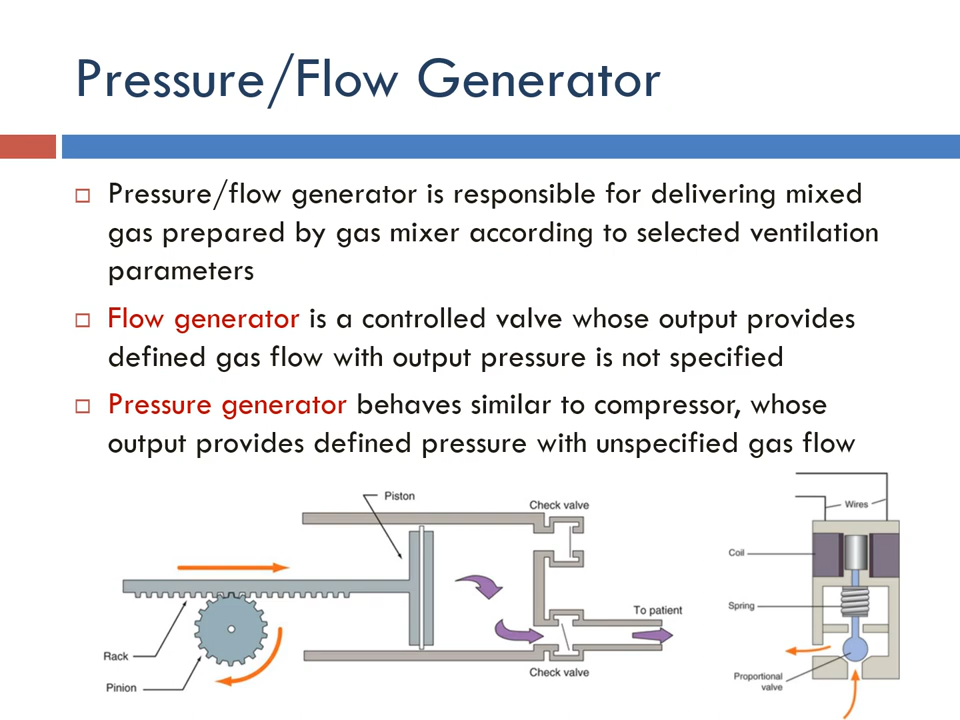 Pressure/Flow Generator
Pressure/flow generator is responsible for delivering mixed
gas prepared by gas mixer according to selected ventilation
parameters
Flow generator is a controlled valve whose output provides
defined gas flow with output pressure is not specified
Pressure generator behaves similar to compressor, whose
output provides defined pressure with unspecified gas flow
Piston
Check valve
To patient
Rack
Pinion
Check valve
Wires
Coil
Spring
Proportional
valve